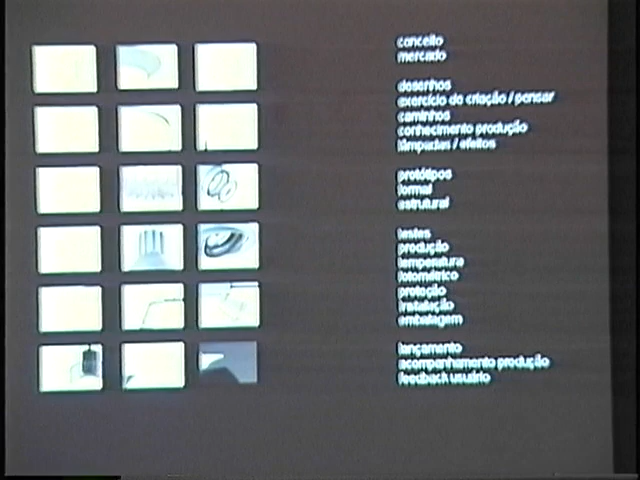 conceito
mercado
desenhos
exercício de criação / pensar
caminhos
conhecimento produção
lâmpadas / efeitos
protótipos
formal
estrutural
testes
produção
temperatura
fotométrico
proteção
instalação
embalagem
lançamento
acompanhamento produção
feedback usuário